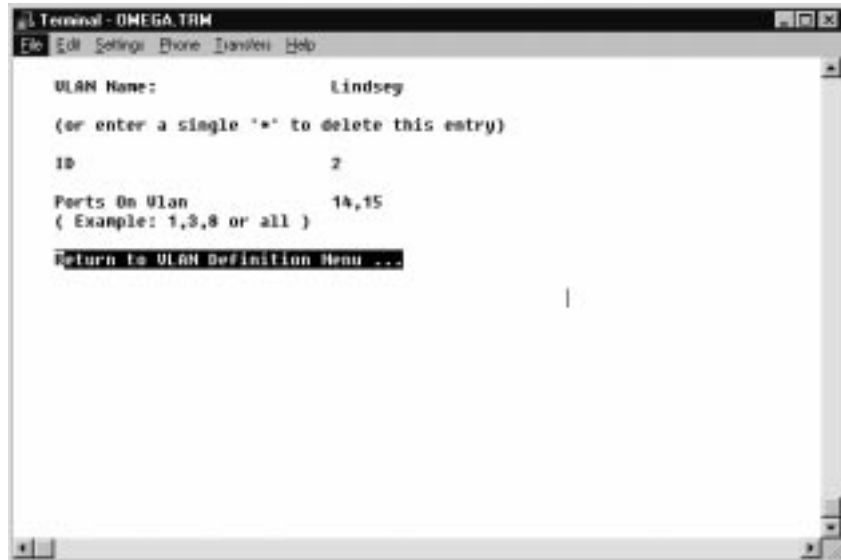 Terminal - OMEGA.TRM
File Edit Settings Phone Transfers Help
VLAN Name: Lindsey
(or enter a single '*' to delete this entry)
ID 2
Ports On Vlan 14,15
( Example: 1,3,8 or all )
Return to VLAN Definition Menu ...